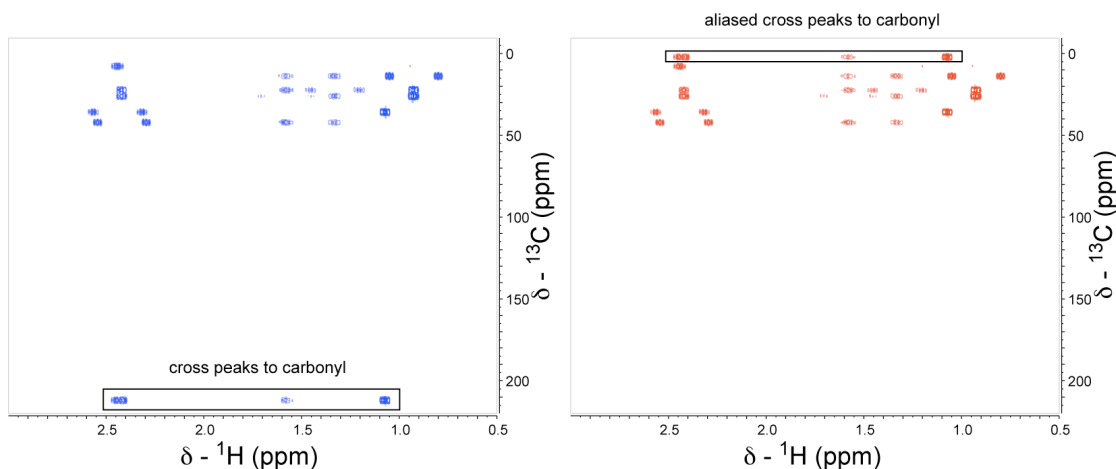 aliased cross peaks to carbonyl
0
50
100
150
200
δ - ¹³C (ppm)
cross peaks to carbonyl
2.5 2.0 1.5 1.0 0.5
δ - ¹H (ppm)
0
50
100
150
200
δ - ¹³C (ppm)
2.5 2.0 1.5 1.0 0.5
δ - ¹H (ppm)